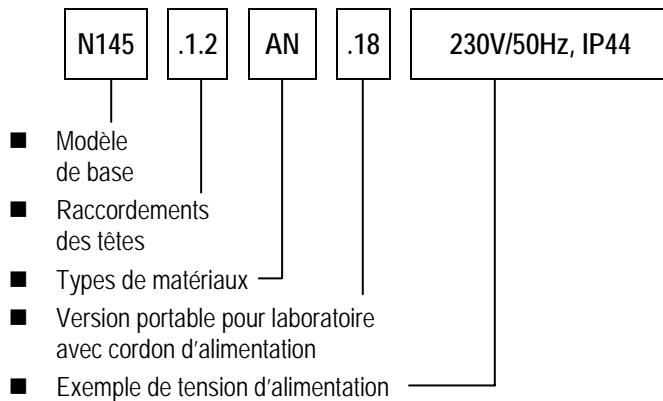 N145 .1.2 AN .18 230V/50Hz, IP44
■ Modèle
de base
■ Raccordements
des têtes
■ Types de matériaux
■ Version portable pour laboratoire
avec cordon d’alimentation
■ Exemple de tension d’alimentation